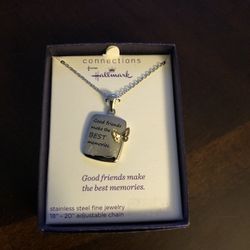 connections
from
Hallmark
Good friends
make the
BEST
memories.
Good friends make
the best memories.
stainless steel fine jewelry
18" - 20" adjustable chain